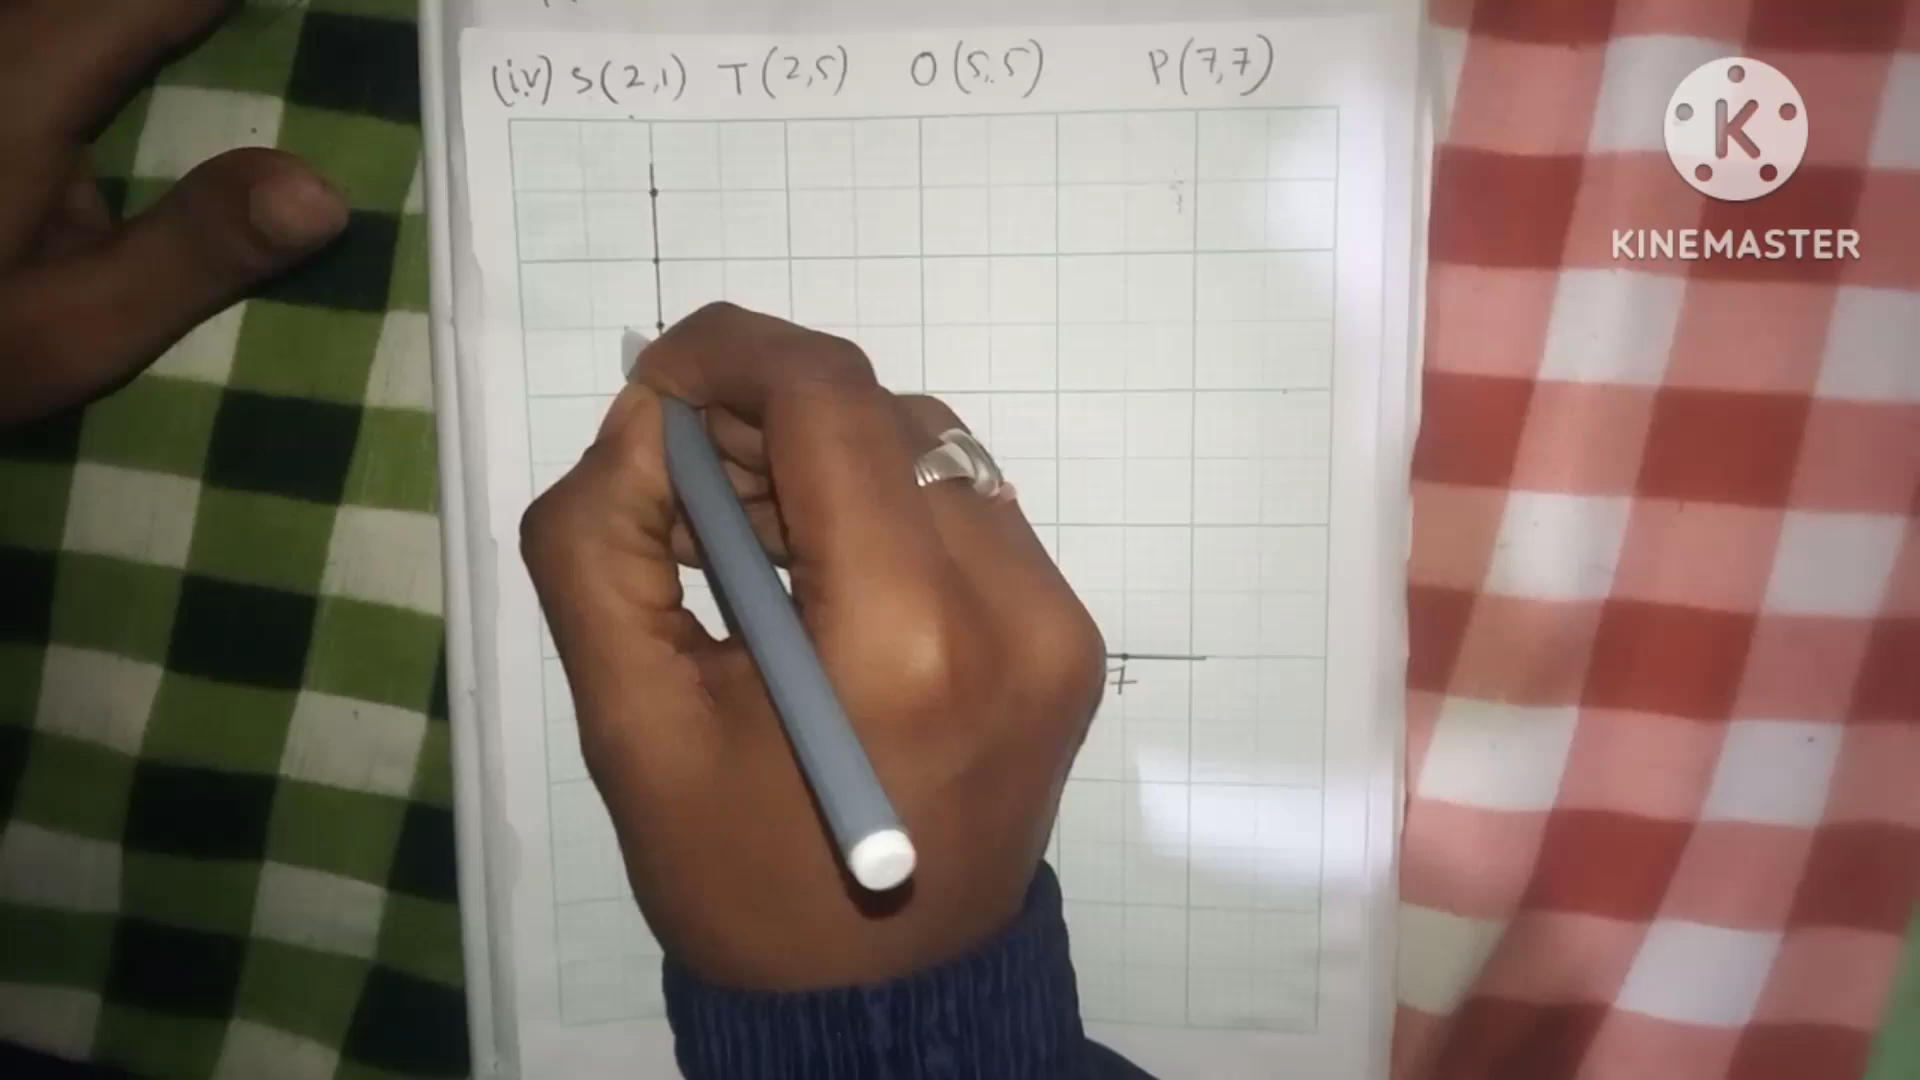 (iv) S(2,1) T(2,5) O(5,5) P(7,7)
K
KINEMASTER
7